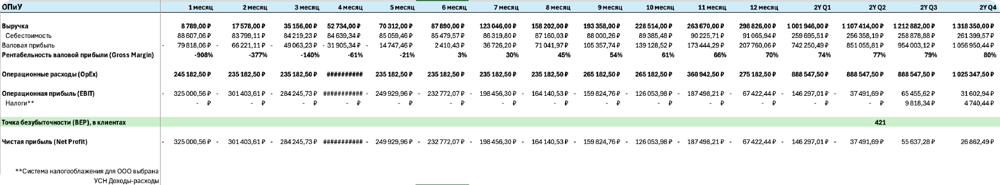 ОПиУ 1 месяц 2 месяц 3 месяц 4 месяц 5 месяц 6 месяц 7 месяц 8 месяц 9 месяц 10 месяц 11 месяц 12 месяц 2Y Q1 2Y Q2 2Y Q3 2Y Q4
Выручка 8 789,00 ₽ 17 578,00 ₽ 35 156,00 ₽ 52 734,00 ₽ 70 312,00 ₽ 87 890,00 ₽ 123 046,00 ₽ 158 202,00 ₽ 193 358,00 ₽ 228 514,00 ₽ 263 670,00 ₽ 298 826,00 ₽ 1 001 946,00 ₽ 1 107 414,00 ₽ 1 212 882,00 ₽ 1 318 350,00 ₽
Себестоимость 88 607,06 ₽ 83 799,11 ₽ 84 219,23 ₽ 84 639,34 ₽ 85 059,46 ₽ 85 479,57 ₽ 86 319,80 ₽ 87 160,03 ₽ 88 000,26 ₽ 89 385,48 ₽ 90 225,71 ₽ 91 065,94 ₽ 259 695,51 ₽ 256 358,19 ₽ 258 878,88 ₽ 261 399,57 ₽
Валовая прибыль - 79 818,06 ₽ - 66 221,11 ₽ - 49 063,23 ₽ - 31 905,34 ₽ - 14 747,46 ₽ 2 410,43 ₽ 36 726,20 ₽ 71 041,97 ₽ 105 357,74 ₽ 139 128,52 ₽ 173 444,29 ₽ 207 760,06 ₽ 742 250,49 ₽ 851 055,81 ₽ 954 003,12 ₽ 1 056 950,44 ₽
Рентабельность валовой прибыли (Gross Margin) -908% -377% -140% -61% -21% 3% 30% 45% 54% 61% 66% 70% 74% 77% 79% 80%
Операционные расходы (OpEx) 245 182,50 ₽ 235 182,50 ₽ 235 182,50 ₽ ########## 235 182,50 ₽ 235 182,50 ₽ 235 182,50 ₽ 235 182,50 ₽ 265 182,50 ₽ 265 182,50 ₽ 360 942,50 ₽ 275 182,50 ₽ 888 547,50 ₽ 888 547,50 ₽ 888 547,50 ₽ 1 025 347,50 ₽
Операционная прибыль (EBIT) - 325 000,56 ₽ - 301 403,61 ₽ - 284 245,73 ₽ ########### - 249 929,96 ₽ - 232 772,07 ₽ - 198 456,30 ₽ - 164 140,53 ₽ - 159 824,76 ₽ - 126 053,98 ₽ - 187 498,21 ₽ - 67 422,44 ₽ - 146 297,01 ₽ - 37 491,69 ₽ 65 455,62 ₽ 31 602,94 ₽
Налоги** - ₽ - ₽ - ₽ - ₽ - ₽ - ₽ - ₽ - ₽ - ₽ - ₽ - ₽ - ₽ - ₽ - ₽ 9 818,34 ₽ 4 740,44 ₽
Точка безубыточности (BEP), в клиентах 421
Чистая прибыль (Net Profit) - 325 000,56 ₽ - 301 403,61 ₽ - 284 245,73 ₽ ########### - 249 929,96 ₽ - 232 772,07 ₽ - 198 456,30 ₽ - 164 140,53 ₽ - 159 824,76 ₽ - 126 053,98 ₽ - 187 498,21 ₽ - 67 422,44 ₽ - 146 297,01 ₽ - 37 491,69 ₽ 55 637,28 ₽ 26 862,49 ₽
**Система налогооблажения для ООО выбрана
УСН Доходы-расходы